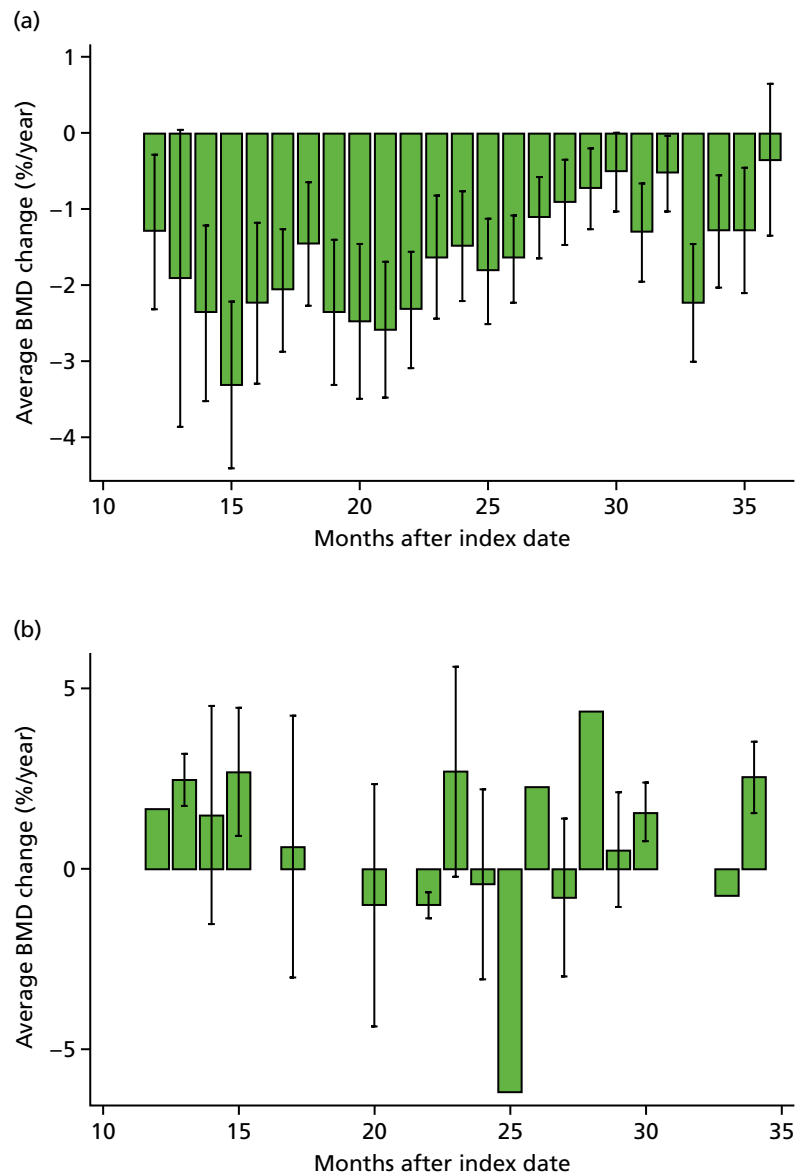 (a)
Average BMD change (%/year)
1
0
−1
−2
−3
−4
10 15 20 25 30 35
Months after index date
(b)
Average BMD change (%/year)
5
0
−5
10 15 20 25 30 35
Months after index date